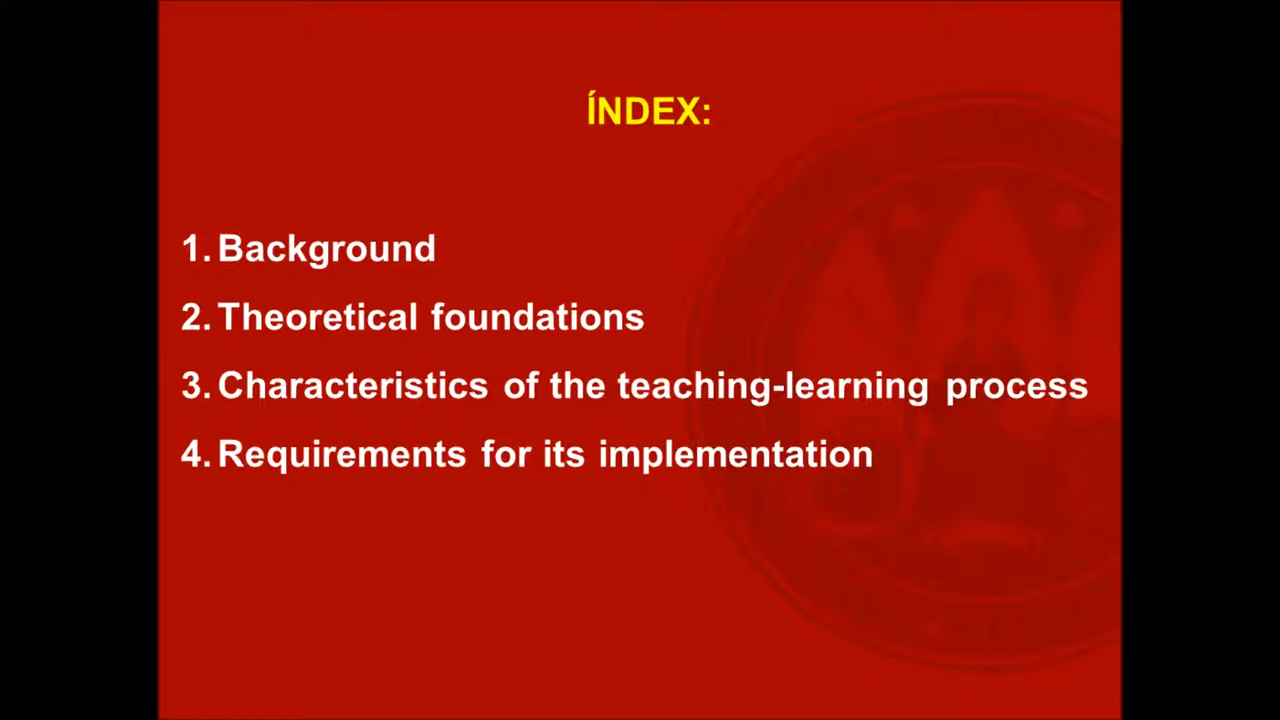 ÍNDEX:
1. Background
2. Theoretical foundations
3. Characteristics of the teaching-learning process
4. Requirements for its implementation